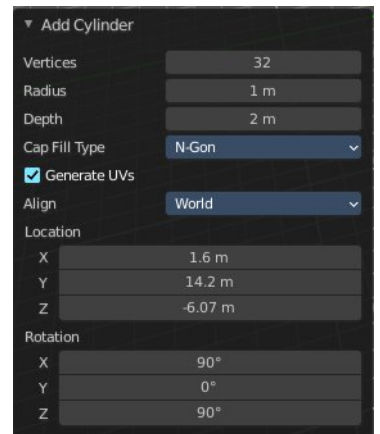 Add Cylinder
Vertices 32
Radius 1 m
Depth 2 m
Cap Fill Type N-Gon
Generate UVs
Align World
Location
X 1.6 m
Y 14.2 m
Z -6.07 m
Rotation
X 90°
Y 0°
Z 90°